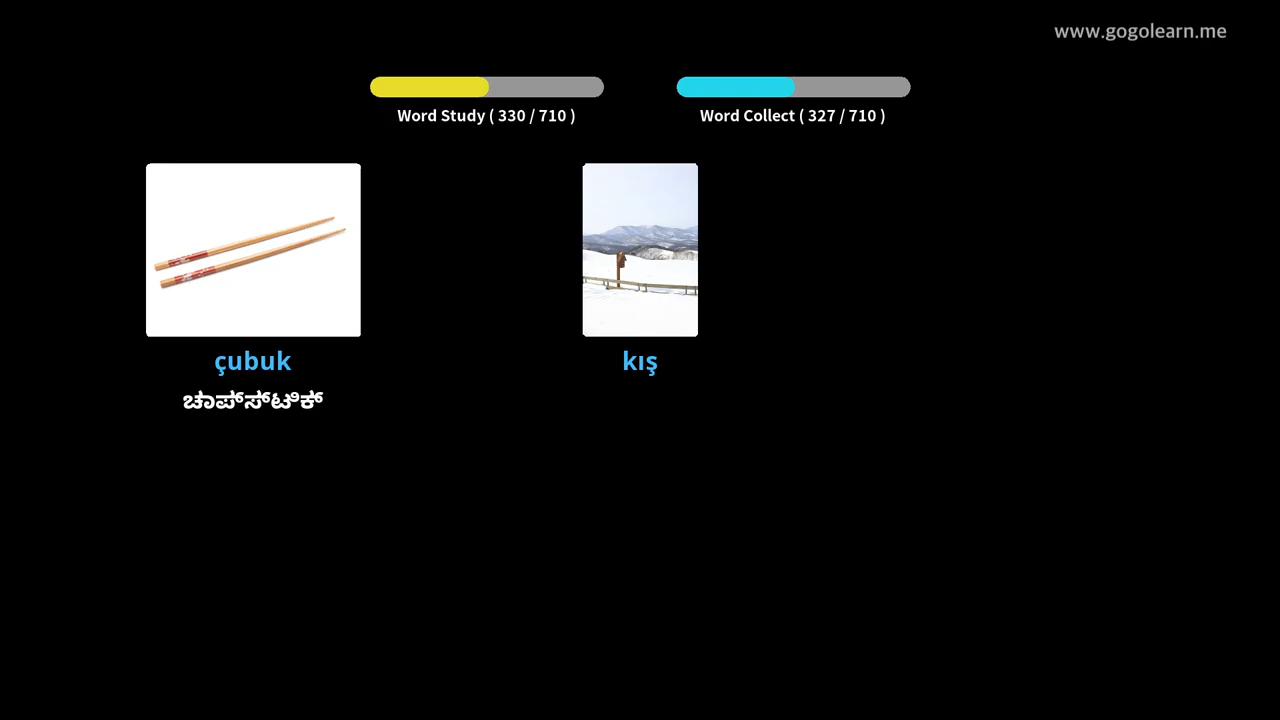 www.gogolearn.me
Word Study ( 330 / 710 )
Word Collect ( 327 / 710 )
çubuk
kış
ಚಾಪ್ಸ್ಟಿಕ್